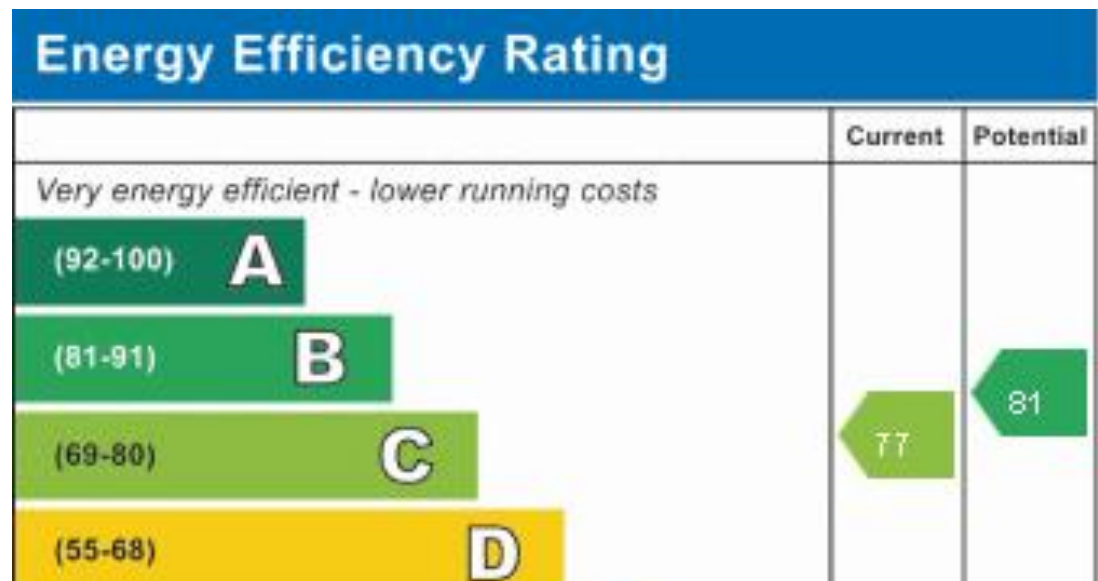 Energy Efficiency Rating
Current Potential
Very energy efficient - lower running costs
(92-100) A
(81-91) B
81
(69-80) C
77
(55-68) D